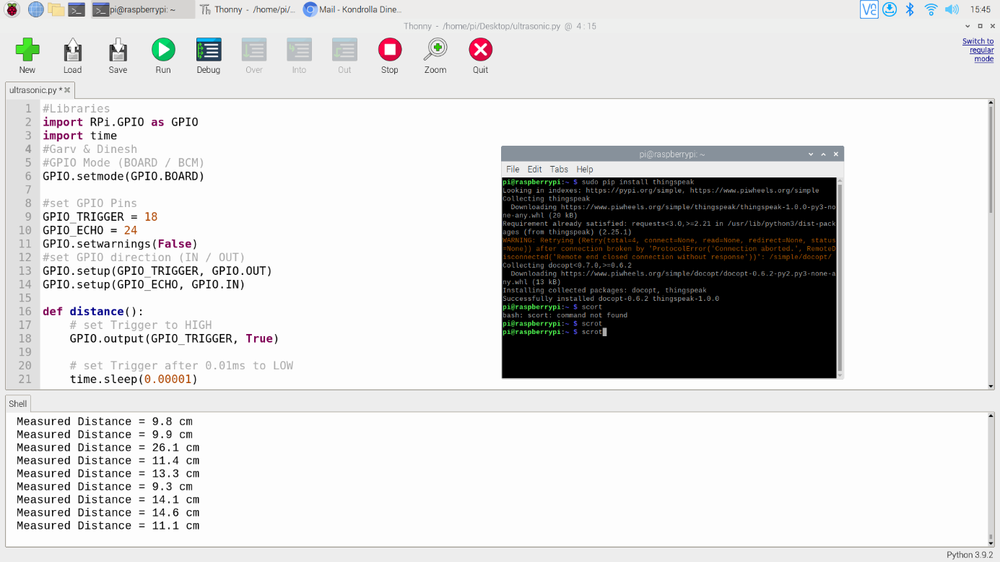 pi@raspberrypi: ~
Thonny - /home/pi/...
Mail - Kondrolla Dine...
15:45
Thonny - /home/pi/Desktop/ultrasonic.py @ 4 : 15
New
Load
Save
Run
Debug
Over
Into
Out
Stop
Zoom
Quit
Switch to
regular
mode
ultrasonic.py *
1 #Libraries
2 import RPi.GPIO as GPIO
3 import time
4 #Garv & Dinesh
5 #GPIO Mode (BOARD / BCM)
6 GPIO.setmode(GPIO.BOARD)
7
8 #set GPIO Pins
9 GPIO_TRIGGER = 18
10 GPIO_ECHO = 24
11 GPIO.setwarnings(False)
12 #set GPIO direction (IN / OUT)
13 GPIO.setup(GPIO_TRIGGER, GPIO.OUT)
14 GPIO.setup(GPIO_ECHO, GPIO.IN)
15
16 def distance():
17 # set Trigger to HIGH
18 GPIO.output(GPIO_TRIGGER, True)
19
20 # set Trigger after 0.01ms to LOW
21 time.sleep(0.00001)
pi@raspberrypi: ~
File Edit Tabs Help
pi@raspberrypi:~ $ sudo pip install thingspeak
Looking in indexes: https://pypi.org/simple, https://www.piwheels.org/simple
Collecting thingspeak
Downloading https://www.piwheels.org/simple/thingspeak/thingspeak-1.0.0-py3-no
ne-any.whl (20 kB)
Requirement already satisfied: requests<3.0,>=2.21 in /usr/lib/python3/dist-pack
ages (from thingspeak) (2.25.1)
WARNING: Retrying (Retry(total=4, connect=None, read=None, redirect=None, status
=None)) after connection broken by 'ProtocolError('Connection aborted.', RemoteD
isconnected('Remote end closed connection without response'))': /simple/docopt/
Collecting docopt<0.7.0,>=0.6.2
Downloading https://www.piwheels.org/simple/docopt/docopt-0.6.2-py2.py3-none-a
ny.whl (13 kB)
Installing collected packages: docopt, thingspeak
Successfully installed docopt-0.6.2 thingspeak-1.0.0
pi@raspberrypi:~ $ scort
bash: scort: command not found
pi@raspberrypi:~ $ scrot
pi@raspberrypi:~ $ scrot
Shell
Measured Distance = 9.8 cm
Measured Distance = 9.9 cm
Measured Distance = 26.1 cm
Measured Distance = 11.4 cm
Measured Distance = 13.3 cm
Measured Distance = 9.3 cm
Measured Distance = 14.1 cm
Measured Distance = 14.6 cm
Measured Distance = 11.1 cm
Python 3.9.2